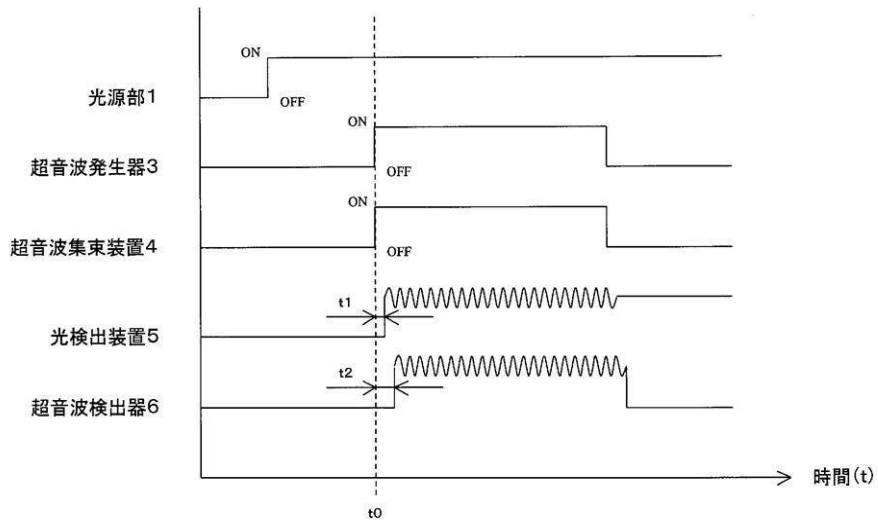 ON
光源部1
OFF
ON
超音波発生器3
OFF
ON
超音波集束装置4
OFF
t1
光検出装置5
t2
超音波検出器6
時間(t)
t0